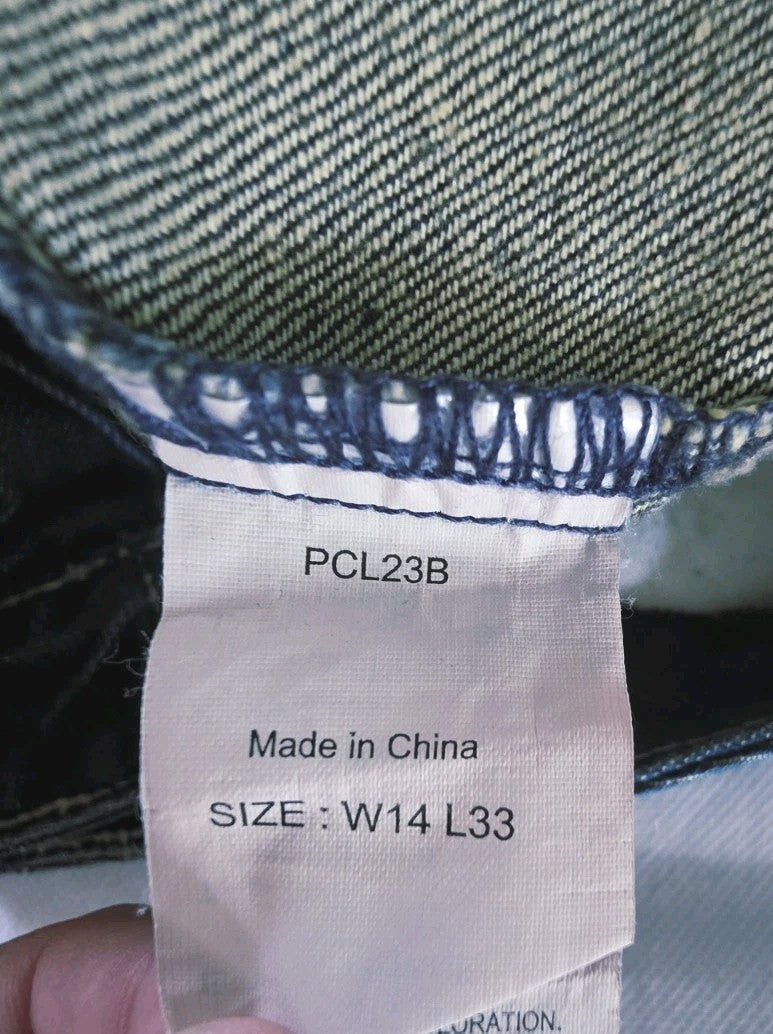 PCL23B
Made in China
SIZE : W14 L33